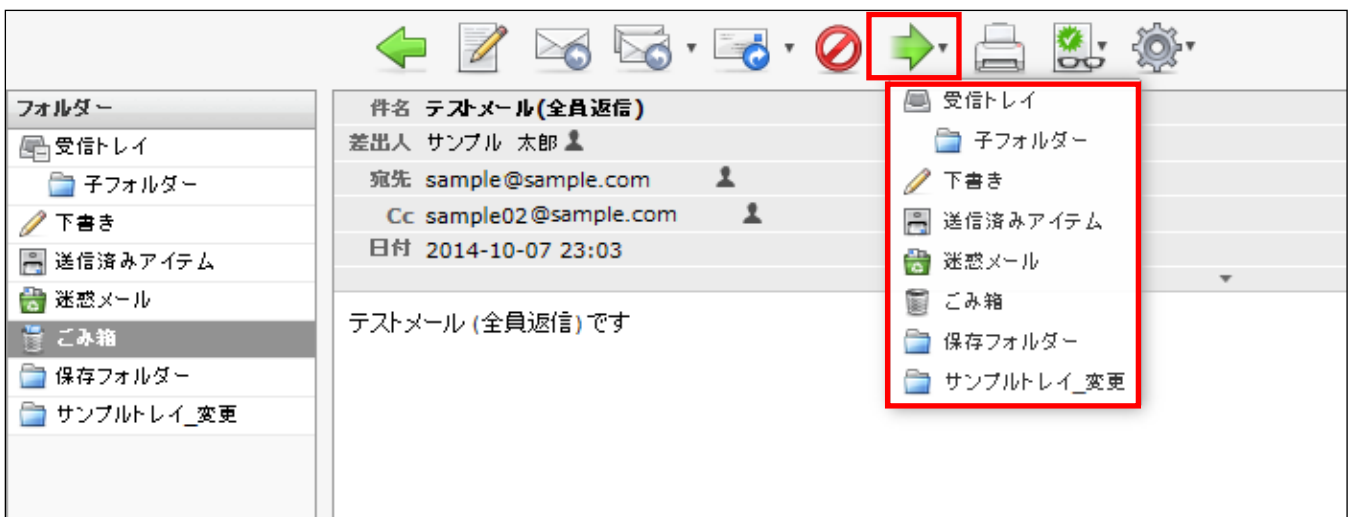 フォルダー
受信トレイ
子フォルダー
下書き
送信済みアイテム
迷惑メール
ごみ箱
保存フォルダー
サンプルトレイ_変更
件名 テストメール(全員返信)
差出人 サンプル 太郎
宛先 sample@sample.com
Cc sample02@sample.com
日付 2014-10-07 23:03
テストメール(全員返信)です
受信トレイ
子フォルダー
下書き
送信済みアイテム
迷惑メール
ごみ箱
保存フォルダー
サンプルトレイ_変更